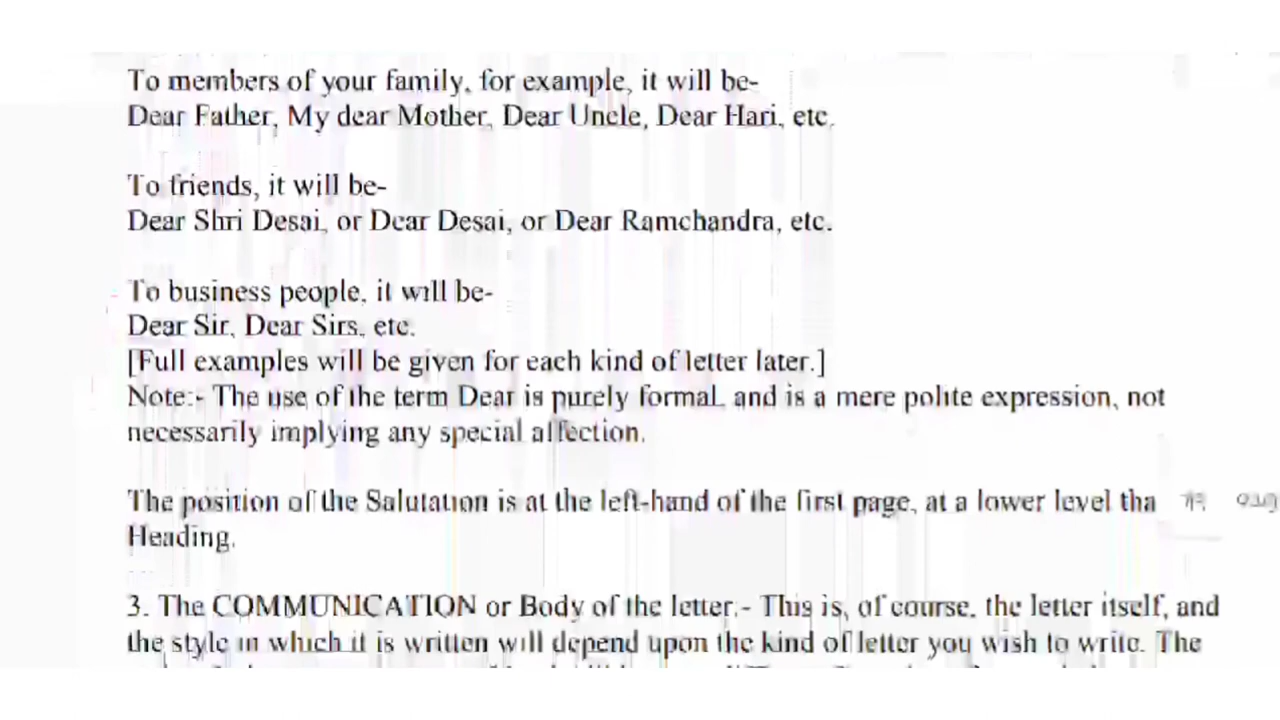 To members of your family, for example, it will be-
Dear Father, My dear Mother, Dear Uncle, Dear Hari, etc.
To friends, it will be-
Dear Shri Desai, or Dear Desai, or Dear Ramchandra, etc.
To business people, it will be-
Dear Sir, Dear Sirs, etc.
[Full examples will be given for each kind of letter later.]
Note:- The use of the term Dear is purely formal, and is a mere polite expression, not
necessarily implying any special affection.
The position of the Salutation is at the left-hand of the first page, at a lower level tha
Heading.
3. The COMMUNICATION or Body of the letter.- This is, of course, the letter itself, and
the style in which it is written will depend upon the kind of letter you wish to write. The